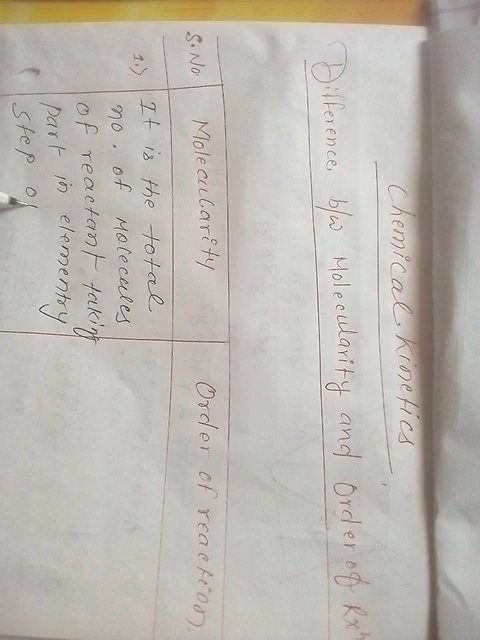 Chemical kinetics
Difference b/w Molecularity and Order of Rxn
S.No. Molecularity Order of reaction.
1.) It is the total
no. of Molecules
of reactant taking
part in elementry
Step of